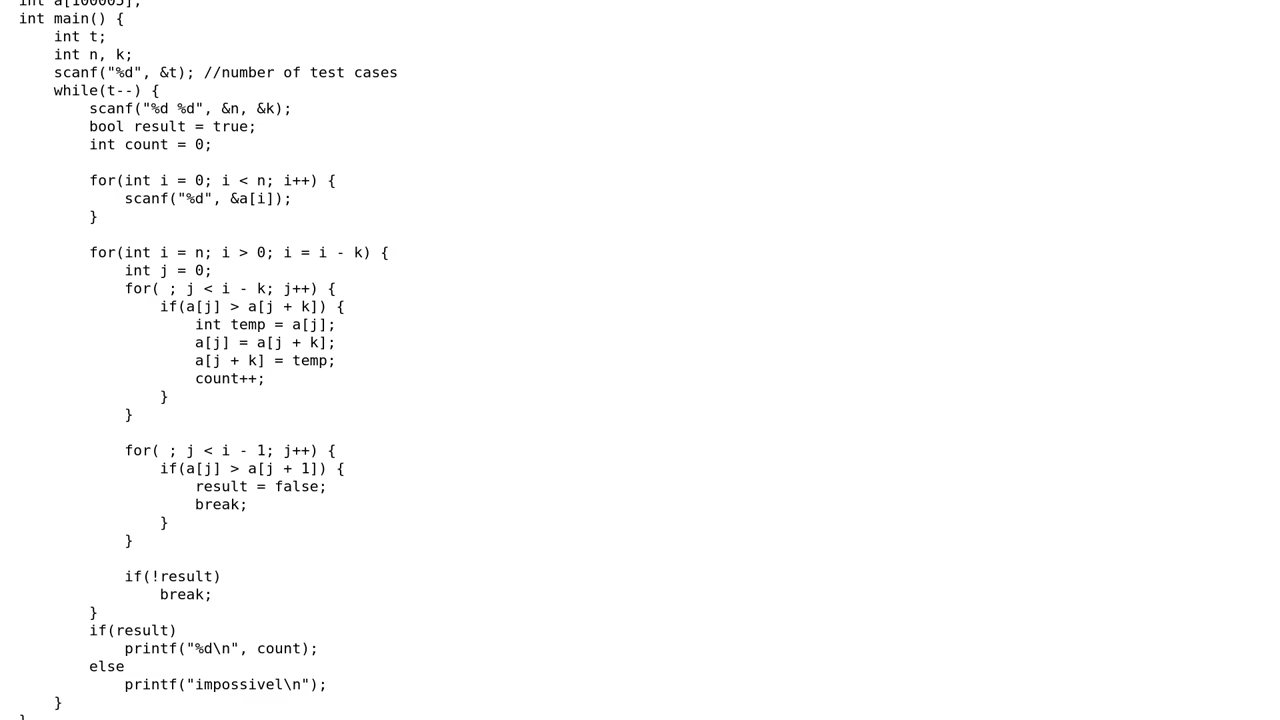 int a[100005];
int main() {
    int t;
    int n, k;
    scanf("%d", &t); //number of test cases
    while(t--) {
        scanf("%d %d", &n, &k);
        bool result = true;
        int count = 0;

        for(int i = 0; i < n; i++) {
            scanf("%d", &a[i]);
        }

        for(int i = n; i > 0; i = i - k) {
            int j = 0;
            for( ; j < i - k; j++) {
                if(a[j] > a[j + k]) {
                    int temp = a[j];
                    a[j] = a[j + k];
                    a[j + k] = temp;
                    count++;
                }
            }

            for( ; j < i - 1; j++) {
                if(a[j] > a[j + 1]) {
                    result = false;
                    break;
                }
            }

            if(!result)
                break;
        }
        if(result)
            printf("%d\n", count);
        else
            printf("impossivel\n");
    }
}